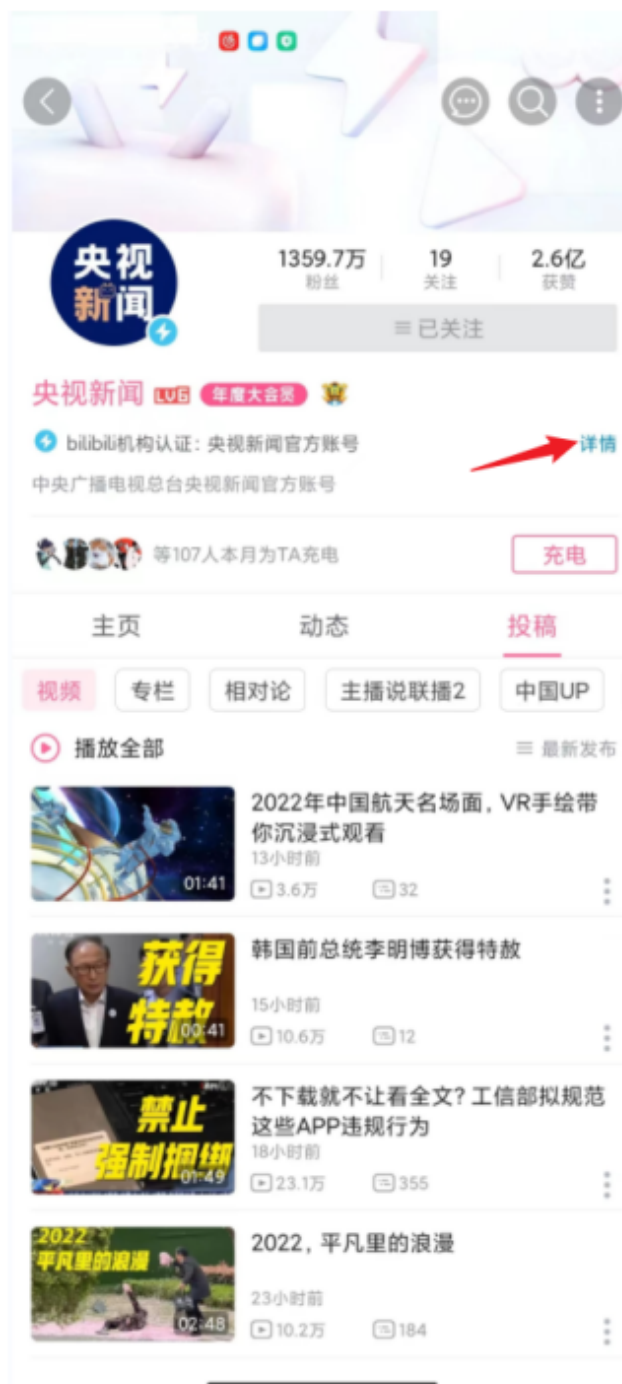 1359.7万
19
2.6亿
粉丝
关注
获赞
央视
新闻
已关注
央视新闻 LV6 年度大会员
bilibili机构认证：央视新闻官方账号
详情
中央广播电视总台央视新闻官方账号
等107人本月为TA充电
充电
主页
动态
投稿
视频
专栏
相对论
主播说联播2
中国UP
播放全部
最新发布
2022年中国航天名场面，VR手绘带
你沉浸式观看
13小时前
01:41
3.6万
32
获得
特赦
00:41
韩国前总统李明博获得特赦
15小时前
10.6万
12
禁止
强制捆绑
01:49
不下载就不让看全文？工信部拟规范
这些APP违规行为
18小时前
23.1万
355
2022
平凡里的浪漫
02:48
2022，平凡里的浪漫
23小时前
10.2万
184